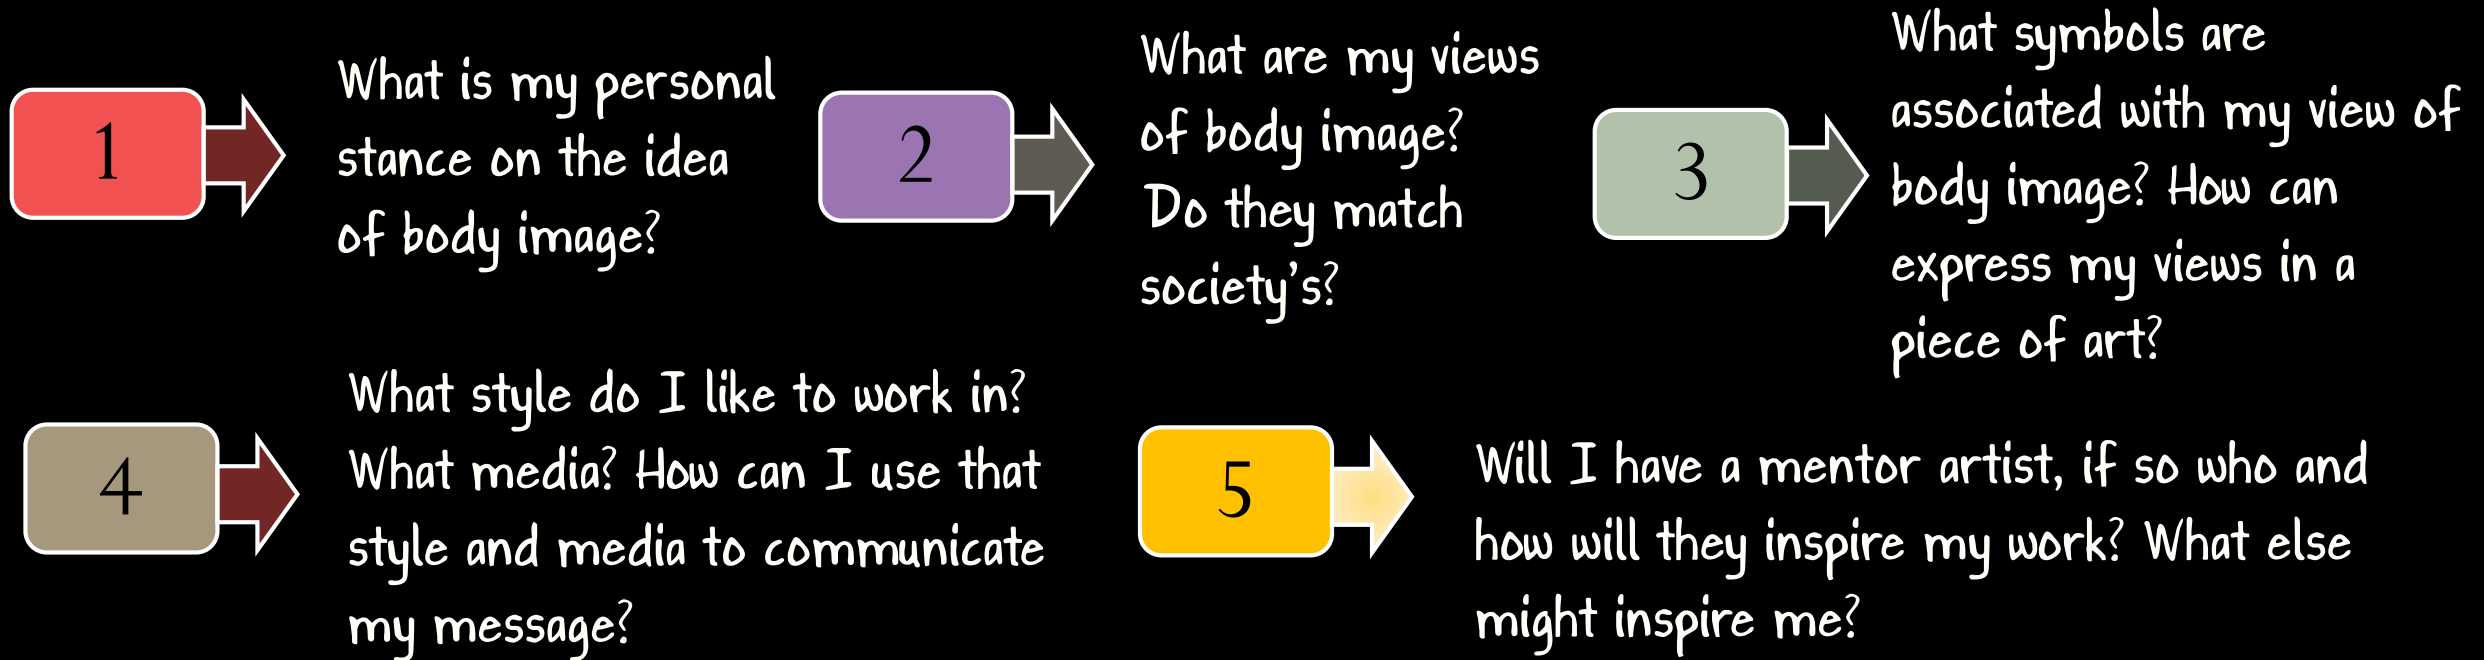 1
What is my personal
stance on the idea
of body image?
2
What are my views
of body image?
Do they match
society's?
3
What symbols are
associated with my view of
body image? How can
express my views in a
piece of art?
4
What style do I like to work in?
What media? How can I use that
style and media to communicate
my message?
5
Will I have a mentor artist, if so who and
how will they inspire my work? What else
might inspire me?